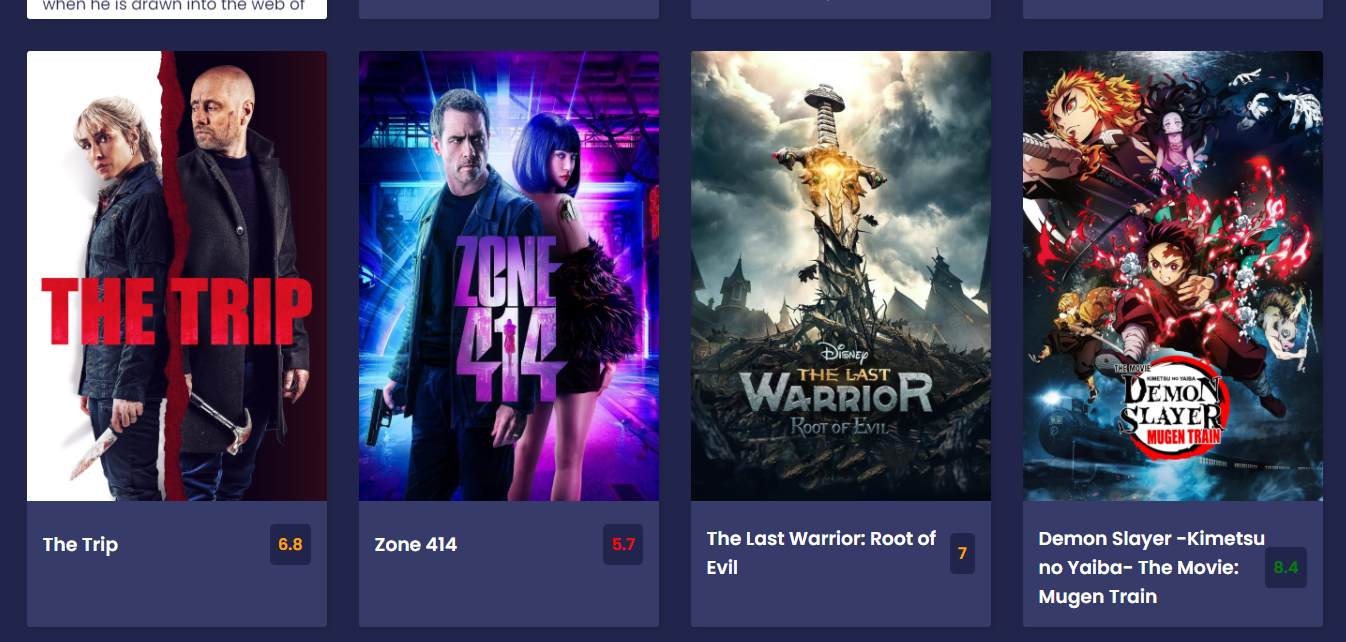 when he is drawn into the web of
THE TRIP
ZONE
414
DISNEY
THE LAST
WARRIOR
ROOT OF EVIL
THE MOVIE
KIMETSU NO YAIBA
DEMON
SLAYER
MUGEN TRAIN
The Trip
6.8
Zone 414
5.7
The Last Warrior: Root of
Evil
7
Demon Slayer -Kimetsu
no Yaiba- The Movie:
Mugen Train
8.4